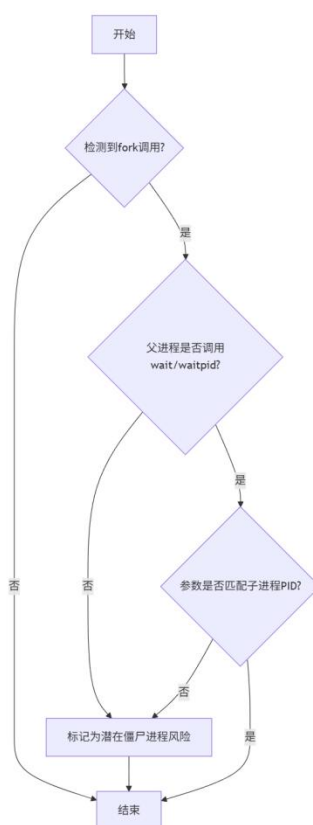 开始
检测到fork调用?
是
父进程是否调用
wait/waitpid?
是
参数是否匹配子进程PID?
否
否
否
是
标记为潜在僵尸进程风险
结束